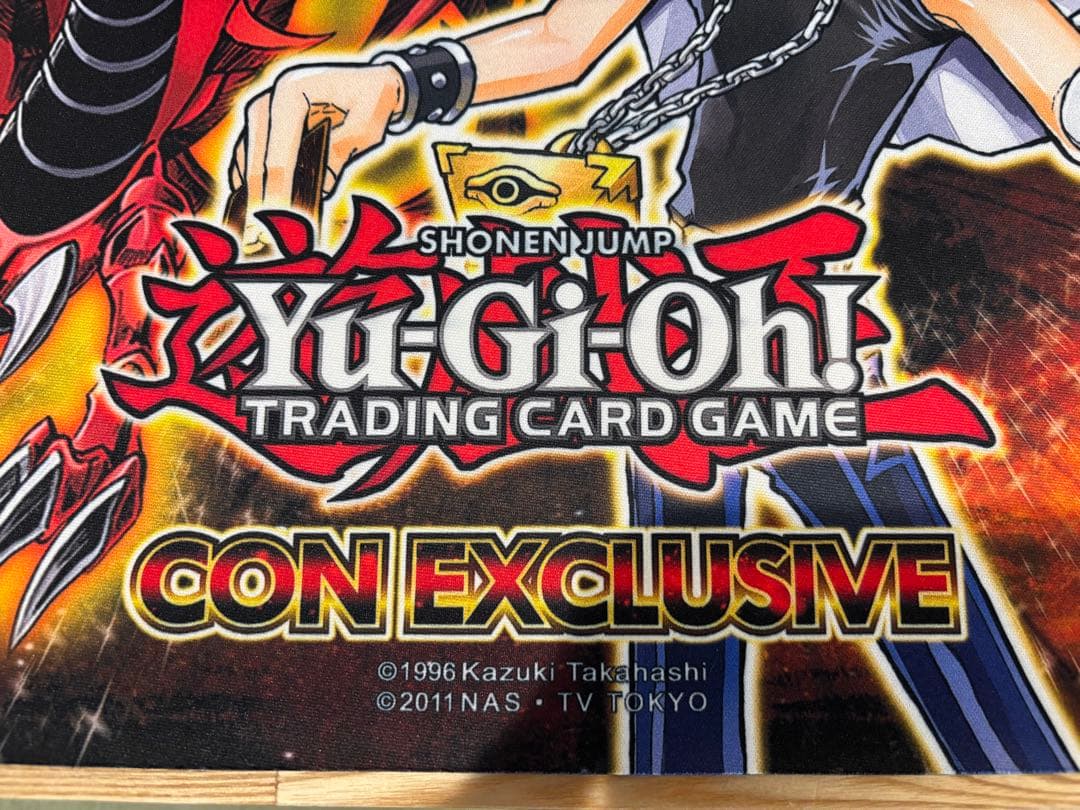 SHONEN JUMP
Yu-Gi-Oh!
TRADING CARD GAME
CON EXCLUSIVE
©1996 Kazuki Takahashi
©2011 NAS • TV TOKYO